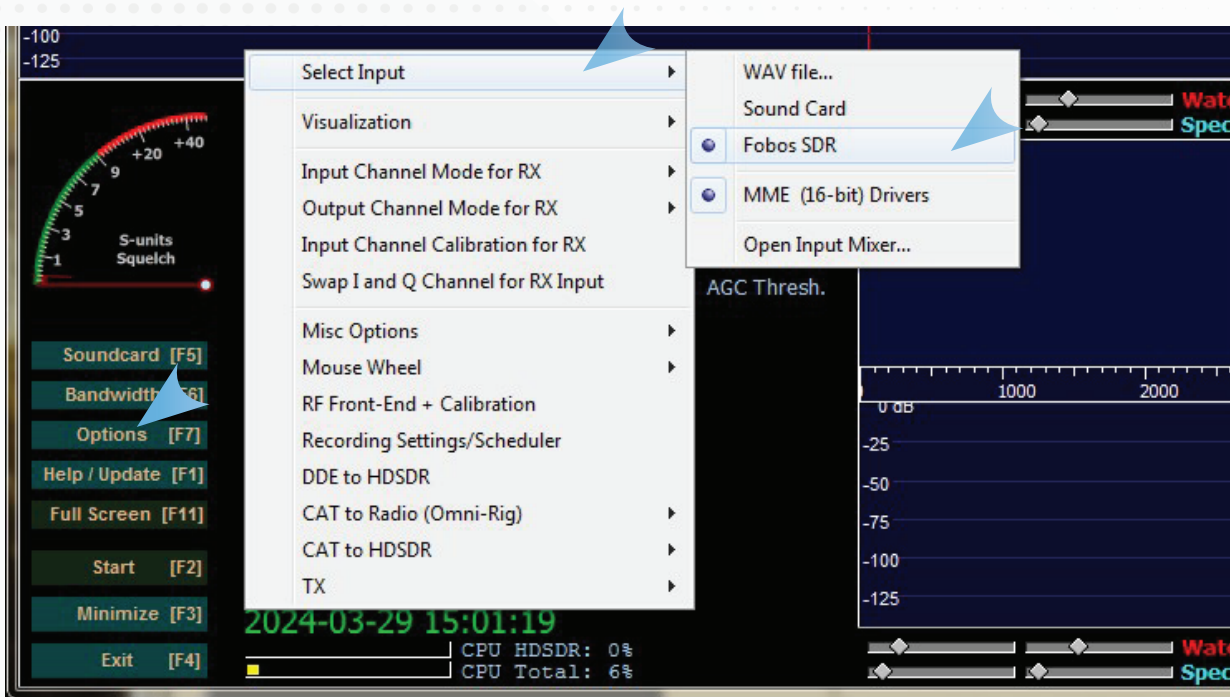 -100
-125
+40
+20
9
7
5
3
1
S-units
Squelch
Soundcard [F5]
Bandwidth [F6]
Options [F7]
Help / Update [F1]
Full Screen [F11]
Start [F2]
Minimize [F3]
Exit [F4]
Select Input
Visualization
Input Channel Mode for RX
Output Channel Mode for RX
Input Channel Calibration for RX
Swap I and Q Channel for RX Input
Misc Options
Mouse Wheel
RF Front-End + Calibration
Recording Settings/Scheduler
DDE to HDSDR
CAT to Radio (Omni-Rig)
CAT to HDSDR
TX
2024-03-29 15:01:19
CPU HDSDR: 0%
CPU Total: 6%
WAV file...
Sound Card
Fobos SDR
MME (16-bit) Drivers
Open Input Mixer...
AGC Thresh.
1000 2000
0 dB
-25
-50
-75
-100
-125